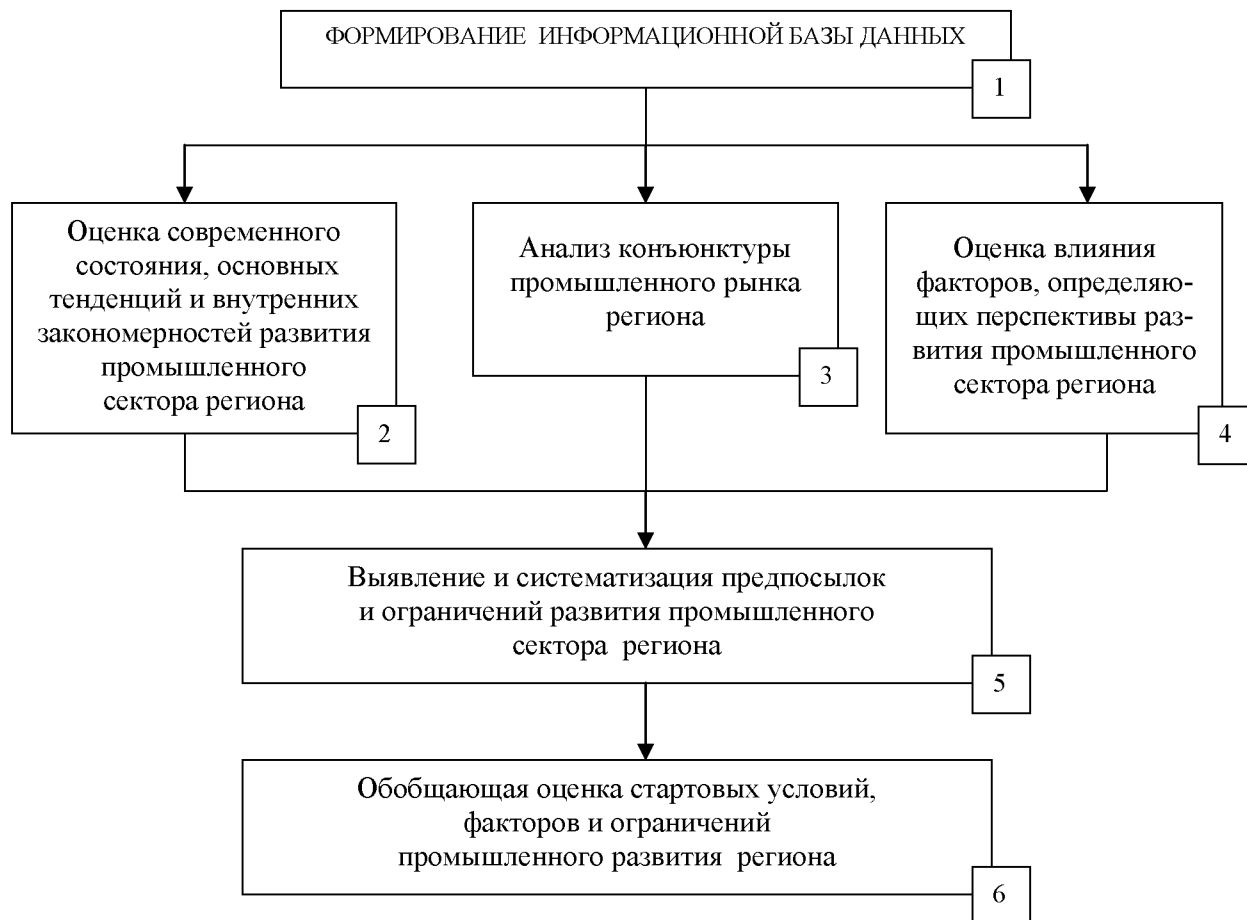 ФОРМИРОВАНИЕ ИНФОРМАЦИОННОЙ БАЗЫ ДАННЫХ
1
Оценка современного
состояния, основных
тенденций и внутренних
закономерностей развития
промышленного
сектора региона
2
Анализ конъюнктуры
промышленного рынка
региона
3
Оценка влияния
факторов, определяю-
щих перспективы раз-
вития промышленного
сектора региона
4
Выявление и систематизация предпосылок
и ограничений развития промышленного
сектора региона
5
Обобщающая оценка стартовых условий,
факторов и ограничений
промышленного развития региона
6